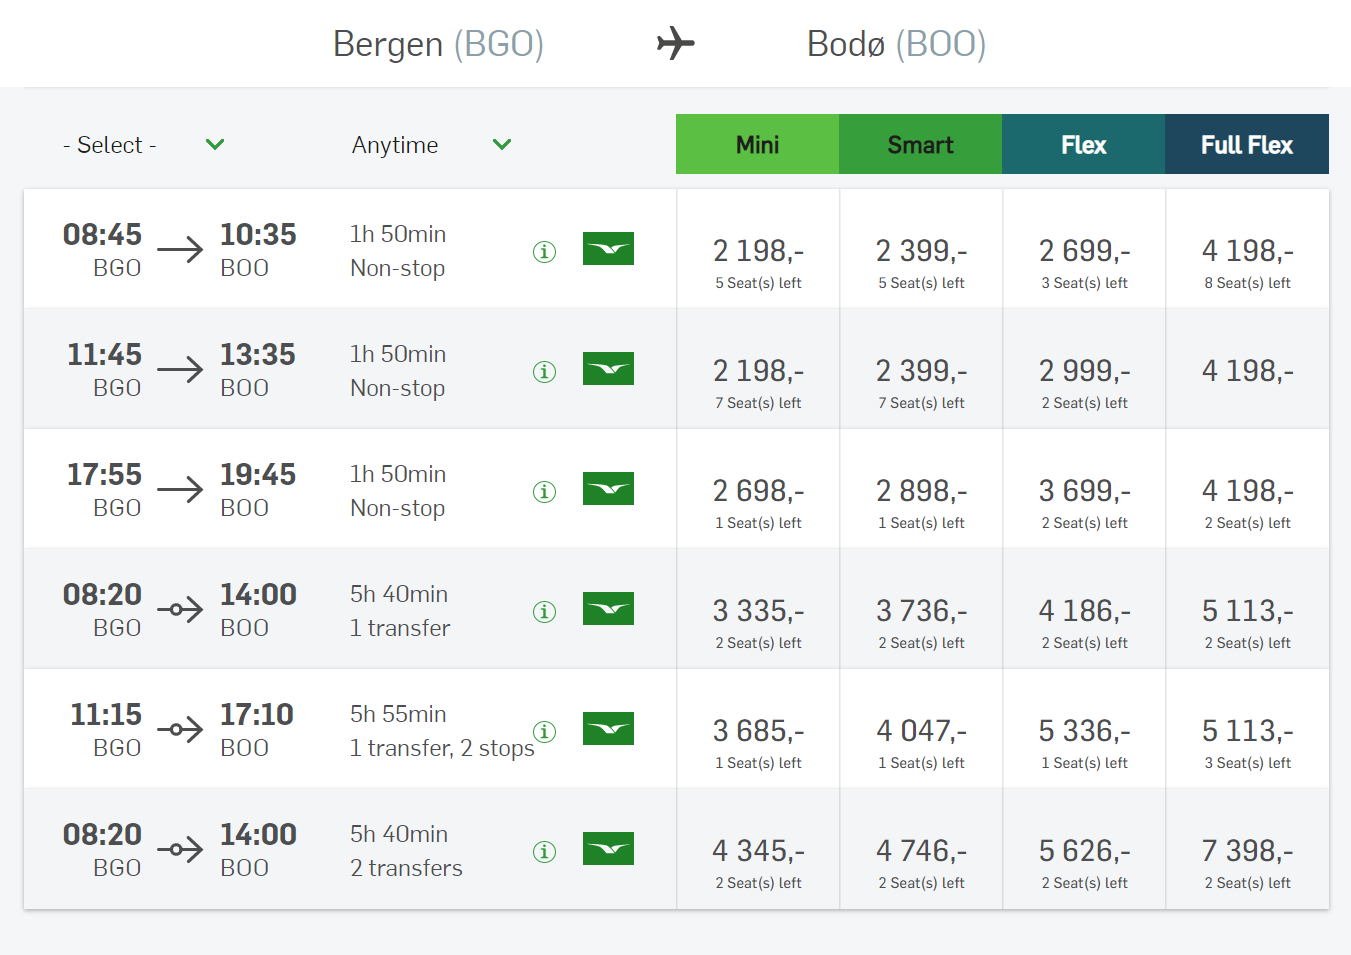 Bergen (BGO) Bodø (BOO)
- Select - Anytime Mini Smart Flex Full Flex
08:45 10:35 1h 50min
BGO BOO Non-stop
2 198,- 2 399,- 2 699,- 4 198,-
5 Seat(s) left 5 Seat(s) left 3 Seat(s) left 8 Seat(s) left
11:45 13:35 1h 50min
BGO BOO Non-stop
2 198,- 2 399,- 2 999,- 4 198,-
7 Seat(s) left 7 Seat(s) left 2 Seat(s) left
17:55 19:45 1h 50min
BGO BOO Non-stop
2 698,- 2 898,- 3 699,- 4 198,-
1 Seat(s) left 1 Seat(s) left 2 Seat(s) left 2 Seat(s) left
08:20 14:00 5h 40min
BGO BOO 1 transfer
3 335,- 3 736,- 4 186,- 5 113,-
2 Seat(s) left 2 Seat(s) left 2 Seat(s) left 2 Seat(s) left
11:15 17:10 5h 55min
BGO BOO 1 transfer, 2 stops
3 685,- 4 047,- 5 336,- 5 113,-
1 Seat(s) left 1 Seat(s) left 1 Seat(s) left 3 Seat(s) left
08:20 14:00 5h 40min
BGO BOO 2 transfers
4 345,- 4 746,- 5 626,- 7 398,-
2 Seat(s) left 2 Seat(s) left 2 Seat(s) left 2 Seat(s) left